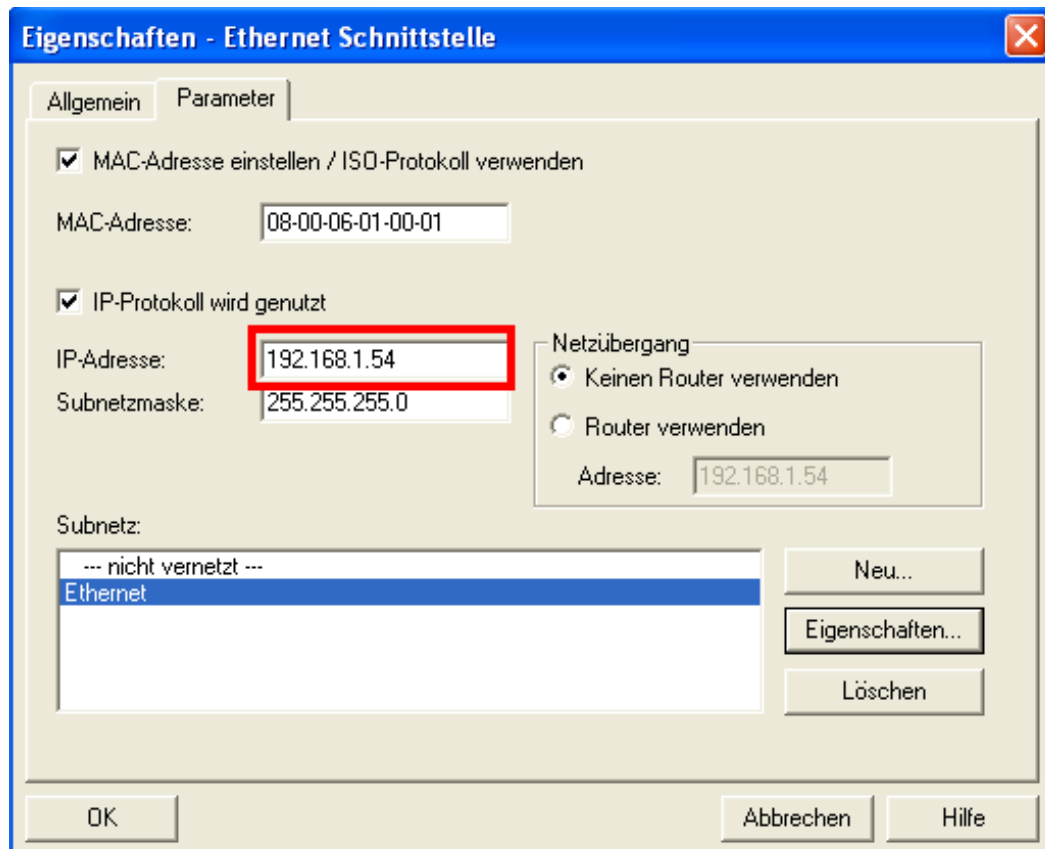 Eigenschaften - Ethernet Schnittstelle
Allgemein
Parameter
MAC-Adresse einstellen / ISO-Protokoll verwenden
MAC-Adresse:
08-00-06-01-00-01
IP-Protokoll wird genutzt
IP-Adresse:
192.168.1.54
Subnetzmaske:
255.255.255.0
Netzübergang
Keinen Router verwenden
Router verwenden
Adresse:
192.168.1.54
Subnetz:
--- nicht vernetzt ---
Ethernet
Neu...
Eigenschaften...
Löschen
OK
Abbrechen
Hilfe